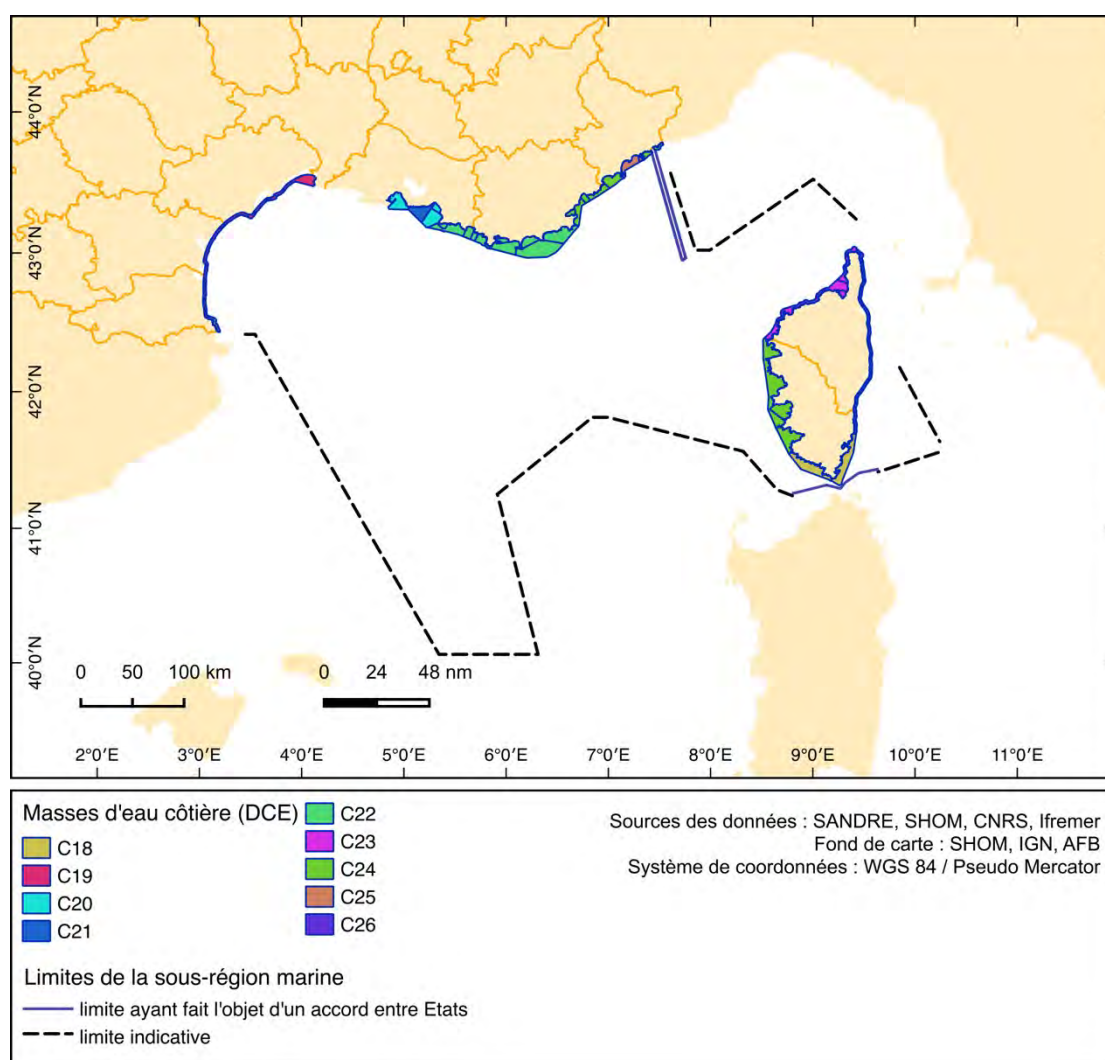 44°0'N
43°0'N
42°0'N
41°0'N
40°0'N
0 50 100 km
0 24 48 nm
2°0'E 3°0'E 4°0'E 5°0'E 6°0'E 7°0'E 8°0'E 9°0'E 10°0'E 11°0'E
Masses d'eau côtière (DCE)
C18
C19
C20
C21
C22
C23
C24
C25
C26
Sources des données : SANDRE, SHOM, CNRS, Ifremer
Fond de carte : SHOM, IGN, AFB
Système de coordonnées : WGS 84 / Pseudo Mercator
Limites de la sous-région marine
limite ayant fait l'objet d'un accord entre Etats
limite indicative